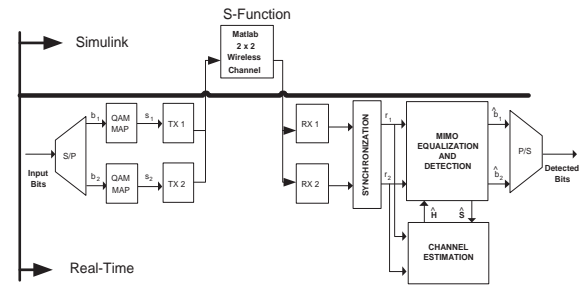 S-Function
Simulink
Matlab
2 x 2
Wireless
Channel
b1
QAM
MAP
s1
TX 1
S/P
Input
Bits
b2
QAM
MAP
s2
TX 2
RX 1
RX 2
SYNCHRONIZATION
r1
r2
MIMO
EQUALIZATION
AND
DETECTION
b̂1
b̂2
P/S
Detected
Bits
Ĥ
Ŝ
CHANNEL
ESTIMATION
Real-Time